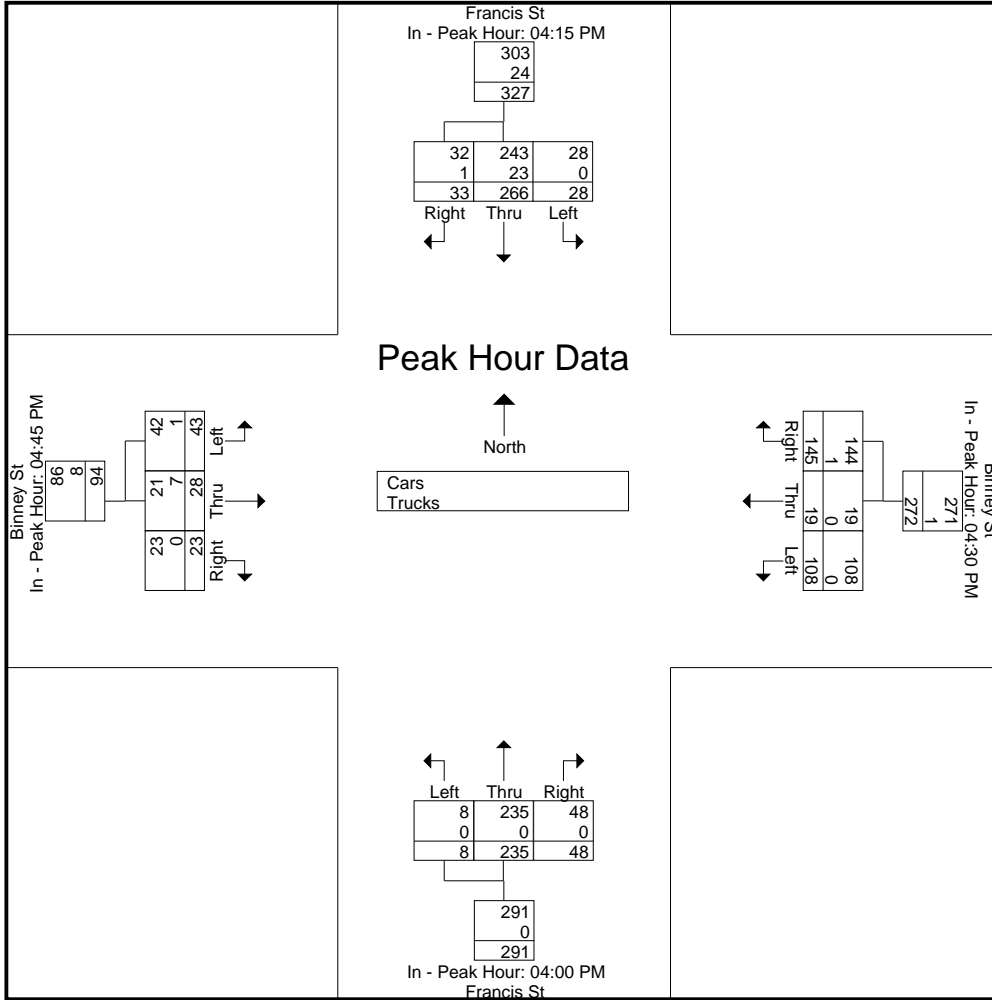 Francis St
In - Peak Hour: 04:15 PM
303
24
327
32 243 28
1 23 0
33 266 28
Right Thru Left
Peak Hour Data
North
Cars
Trucks
Binney St
In - Peak Hour: 04:45 PM
86
8
94
42 1 43 Left
21 7 28 Thru
23 0 23 Right
Binney St
In - Peak Hour: 04:30 PM
271
1
272
144 19 108
1 0 0
145 19 108
Right Thru Left
Left Thru Right
8 235 48
0 0 0
8 235 48
291
0
291
In - Peak Hour: 04:00 PM
Francis St